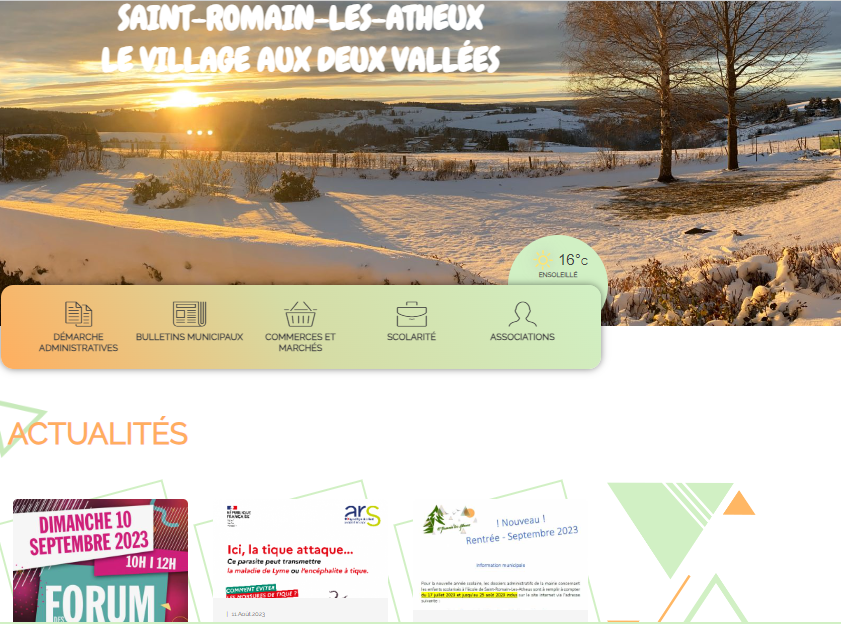 SAINT-ROMAIN-LES-ATHEUX
LE VILLAGE AUX DEUX VALLÉES
16°C
ENSOLEILLÉ
DÉMARCHE
ADMINISTRATIVES
BULLETINS MUNICIPAUX
COMMERCES ET
MARCHÉS
SCOLARITÉ
ASSOCIATIONS
ACTUALITÉS
DIMANCHE 10
SEPTEMBRE 2023
10H | 12H
FORUM
RÉPUBLIQUE
FRANÇAISE
ars
Ici, la tique attaque...
Ce parasite peut transmettre
la maladie de Lyme ou l'encéphalite à tique.
COMMENT ÉVITER
LES MORSURES DE TIQUE ?
| 11 Août 2023
! Nouveau !
Rentrée - Septembre 2023
Information municipale
Pour la nouvelle année scolaire, les dossiers administratifs de la mairie concernant
les enfants scolarisés à l'école de Saint-Romain-Les-Atheux sont à remplir à compter
du 17 juillet 2023 et jusqu'au 25 août 2023 inclus sur le site internet via l'adresse
suivante :